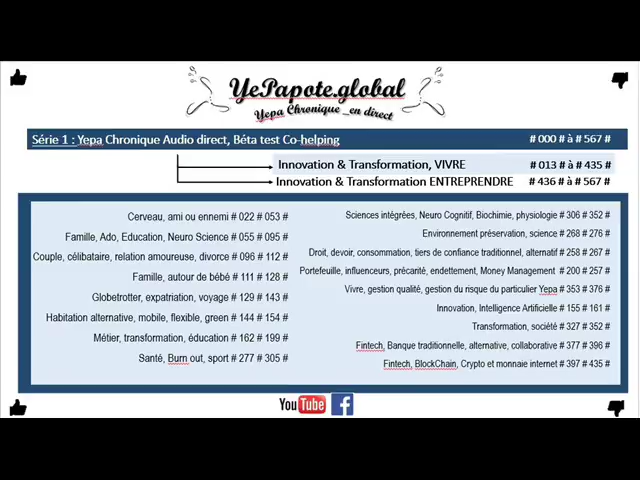 YePapote.global
Yepa Chronique _en direct
Série 1 : Yepa Chronique Audio direct, Béta test Co-helping # 000 # à # 567 #
Innovation & Transformation, VIVRE # 013 # à # 435 #
Innovation & Transformation ENTREPRENDRE # 436 # à # 567 #
Cerveau, ami ou ennemi # 022 # 053 #
Famille, Ado, Education, Neuro Science # 055 # 095 #
Couple, célibataire, relation amoureuse, divorce # 096 # 112 #
Famille, autour de bébé # 111 # 128 #
Globetrotter, expatriation, voyage # 129 # 143 #
Habitation alternative, mobile, flexible, green # 144 # 154 #
Métier, transformation, éducation # 162 # 199 #
Santé, Burn out, sport # 277 # 305 #
Sciences intégrées, Neuro Cognitif, Biochimie, physiologie # 306 # 352 #
Environnement préservation, science # 268 # 276 #
Droit, devoir, consommation, tiers de confiance traditionnel, alternatif # 258 # 267 #
Portefeuille, influenceurs, précarité, endettement, Money Management # 200 # 257 #
Vivre, gestion qualité, gestion du risque du particulier Yepa # 353 # 376 #
Innovation, Intelligence Artificielle # 155 # 161 #
Transformation, société # 327 # 352 #
Fintech, Banque traditionnelle, alternative, collaborative # 377 # 396 #
Fintech, BlockChain, Crypto et monnaie internet # 397 # 435 #
YouTube f